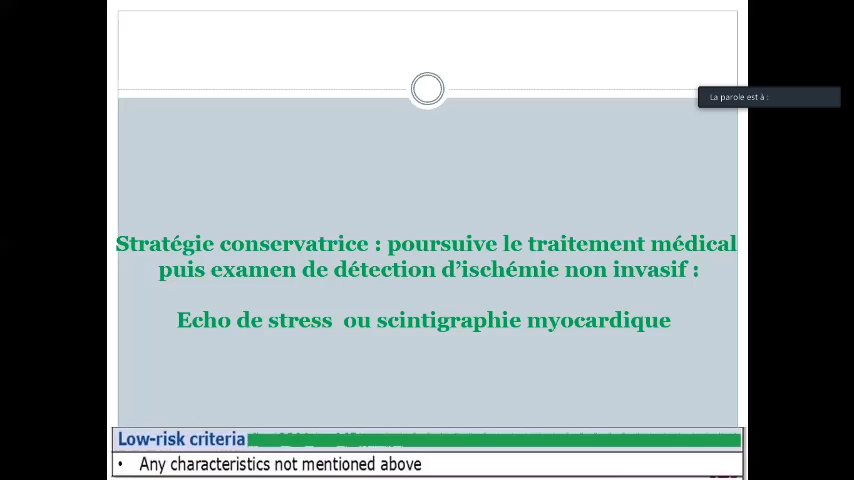 La parole est à :
Stratégie conservatrice : poursuive le traitement médical
puis examen de détection d'ischémie non invasif :
Echo de stress ou scintigraphie myocardique
Low-risk criteria
• Any characteristics not mentioned above